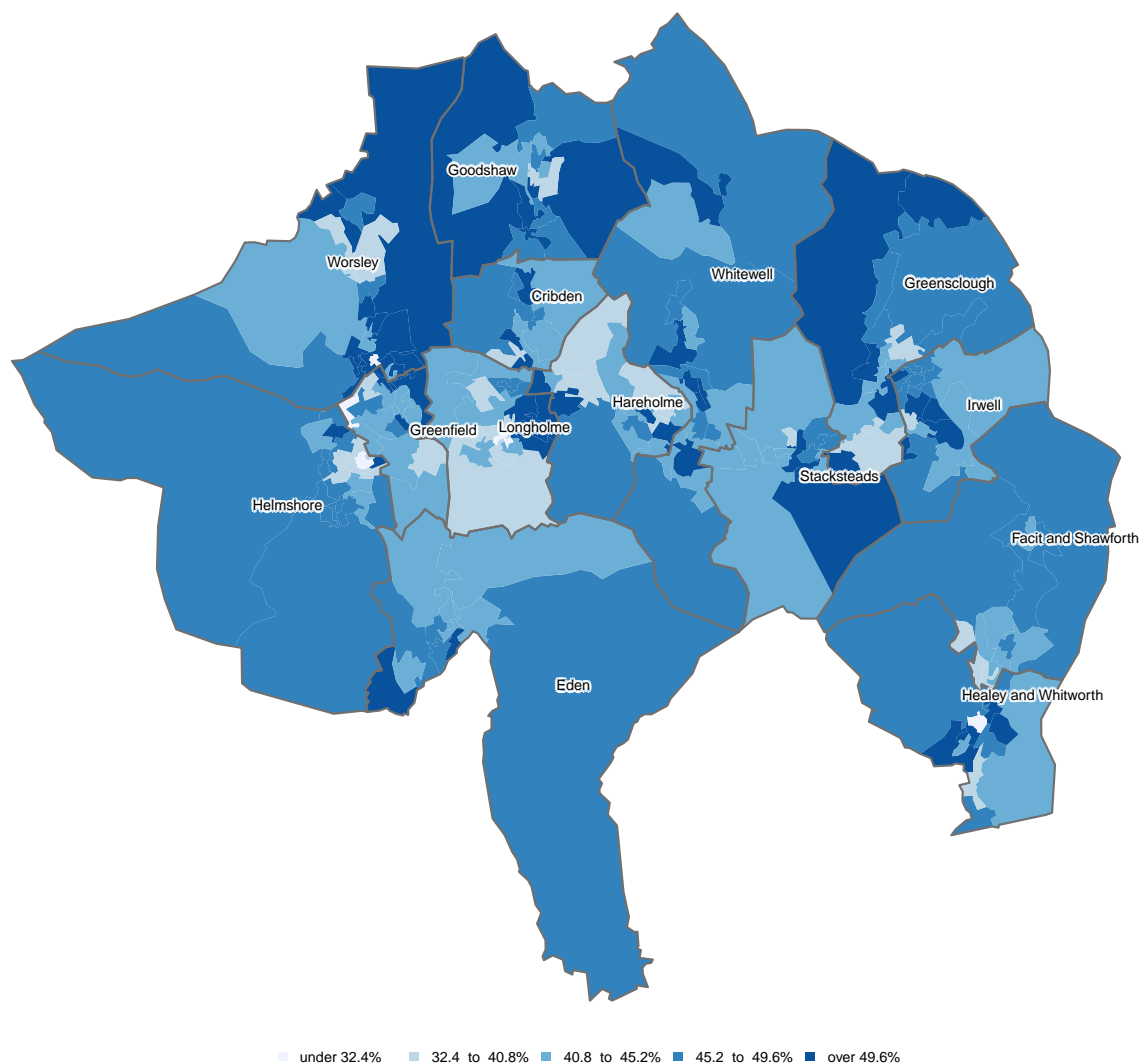 Goodshaw
Worsley
Whitewell
Cribden
Greensclough
Hareholme
Irwell
Greenfield
Longholme
Stacksteads
Helmshore
Facit and Shawforth
Eden
Healey and Whitworth
under 32.4% 32.4 to 40.8% 40.8 to 45.2% 45.2 to 49.6% over 49.6%